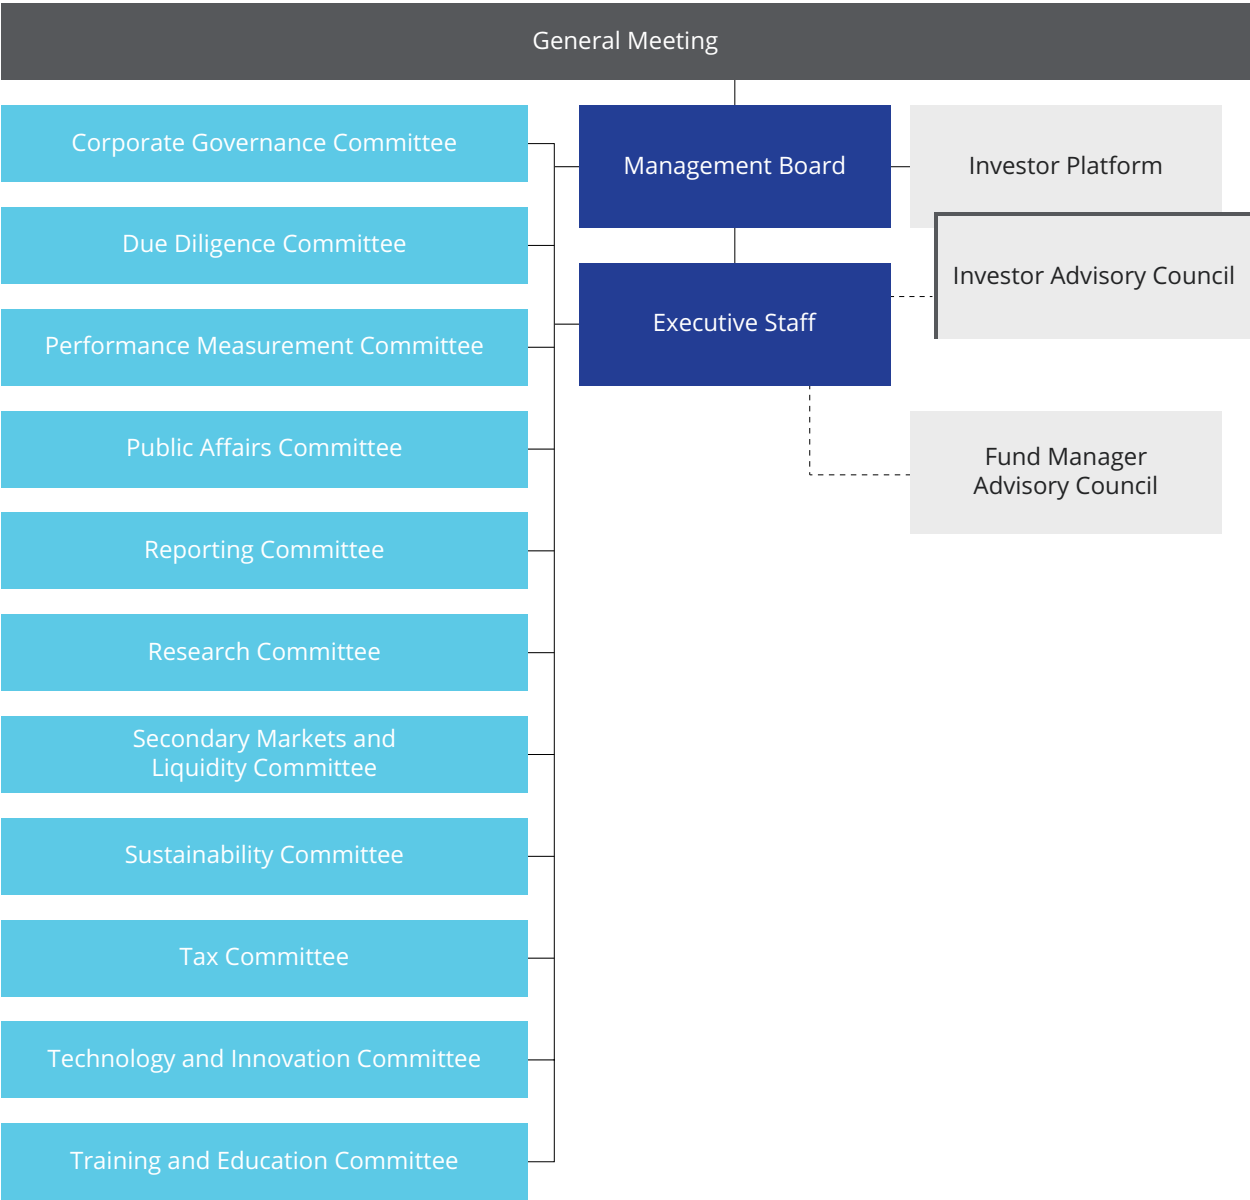 General Meeting
Corporate Governance Committee
Due Diligence Committee
Performance Measurement Committee
Public Affairs Committee
Reporting Committee
Research Committee
Secondary Markets and
Liquidity Committee
Sustainability Committee
Tax Committee
Technology and Innovation Committee
Training and Education Committee
Management Board
Executive Staff
Investor Platform
Investor Advisory Council
Fund Manager
Advisory Council